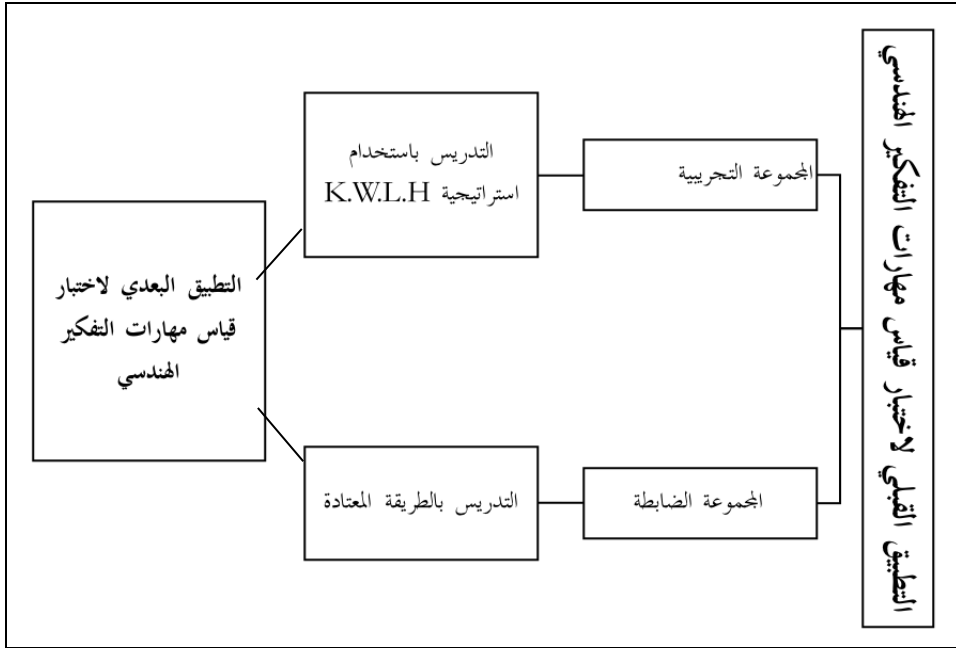 التطبيق القبلي لاختبار قياس مهارات التفكير الهندسي
المجموعة التجريبية
التدريس باستخدام
استراتيجية K.W.L.H
المجموعة الضابطة
التدريس بالطريقة المعتادة
التطبيق البعدي لاختبار
قياس مهارات التفكير
الهندسي